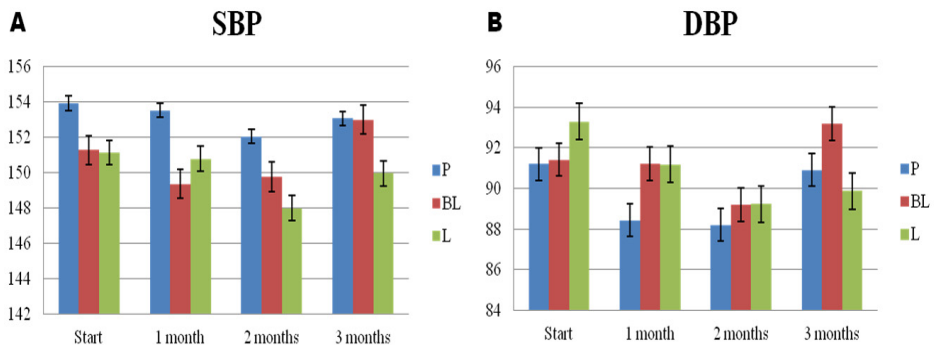 A
SBP
156
154
152
150
148
146
144
142
Start
1 month
2 months
3 months
P
BL
L
B
DBP
96
94
92
90
88
86
84
Start
1 month
2 months
3 months
P
BL
L